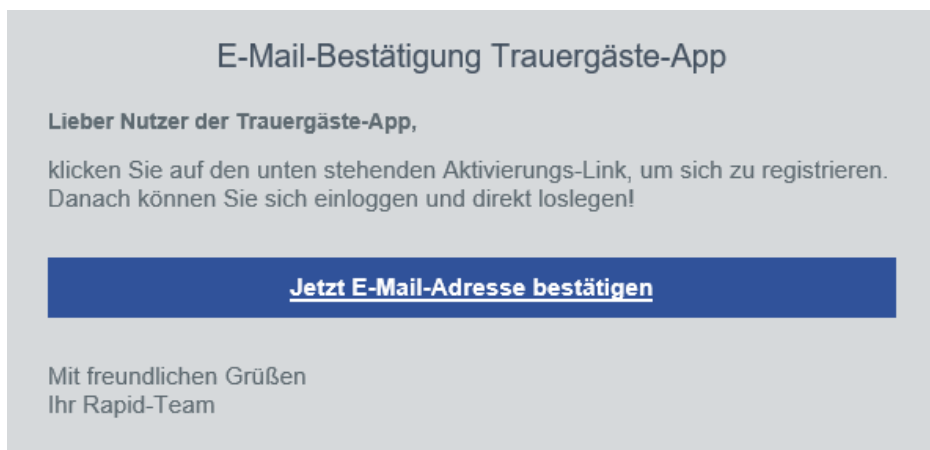 E-Mail-Bestätigung Trauergäste-App
Lieber Nutzer der Trauergäste-App,
klicken Sie auf den unten stehenden Aktivierungs-Link, um sich zu registrieren.
Danach können Sie sich einloggen und direkt loslegen!
Jetzt E-Mail-Adresse bestätigen
Mit freundlichen Grüßen
Ihr Rapid-Team